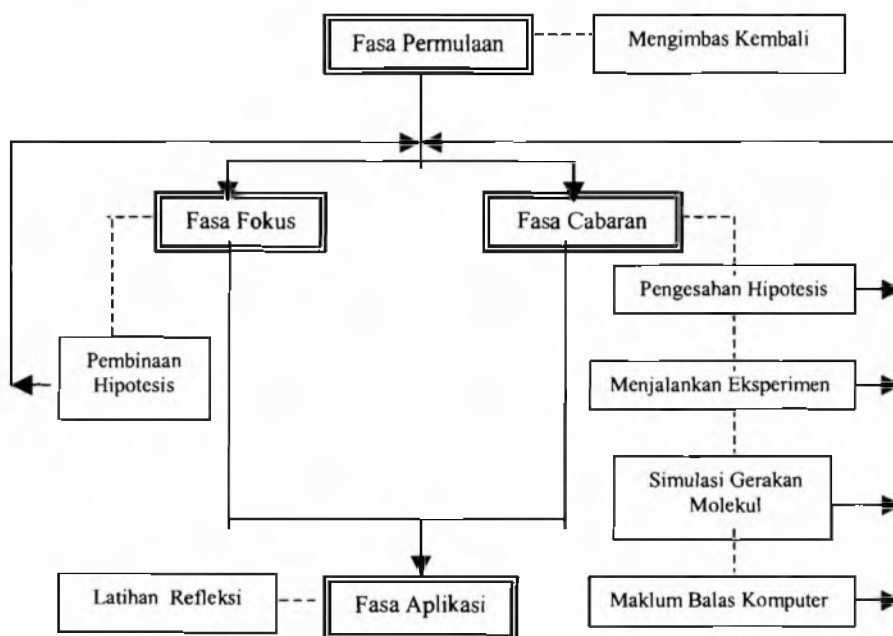 Fasa Permulaan
Mengimbas Kembali
Fasa Fokus
Fasa Cabaran
Pengesahan Hipotesis
Pembinaan
Hipotesis
Menjalankan Eksperimen
Simulasi Gerakan
Molekul
Latihan Refleksi
Fasa Aplikasi
Maklum Balas Komputer